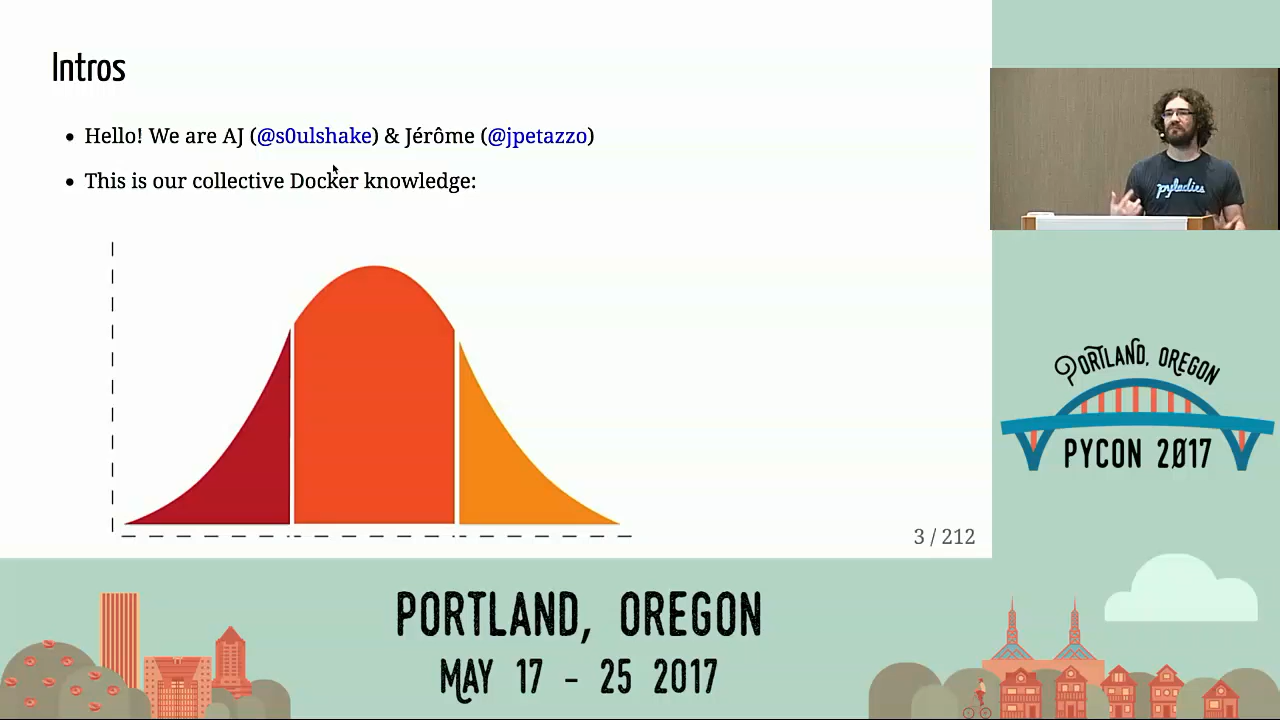 Intros
Hello! We are AJ (@s0ulshake) & Jérôme (@jpetazzo)
This is our collective Docker knowledge:
3 / 212
pyladies
PORTLAND, OREGON
PYCON 2017
PORTLAND, OREGON
MAY 17 - 25 2017